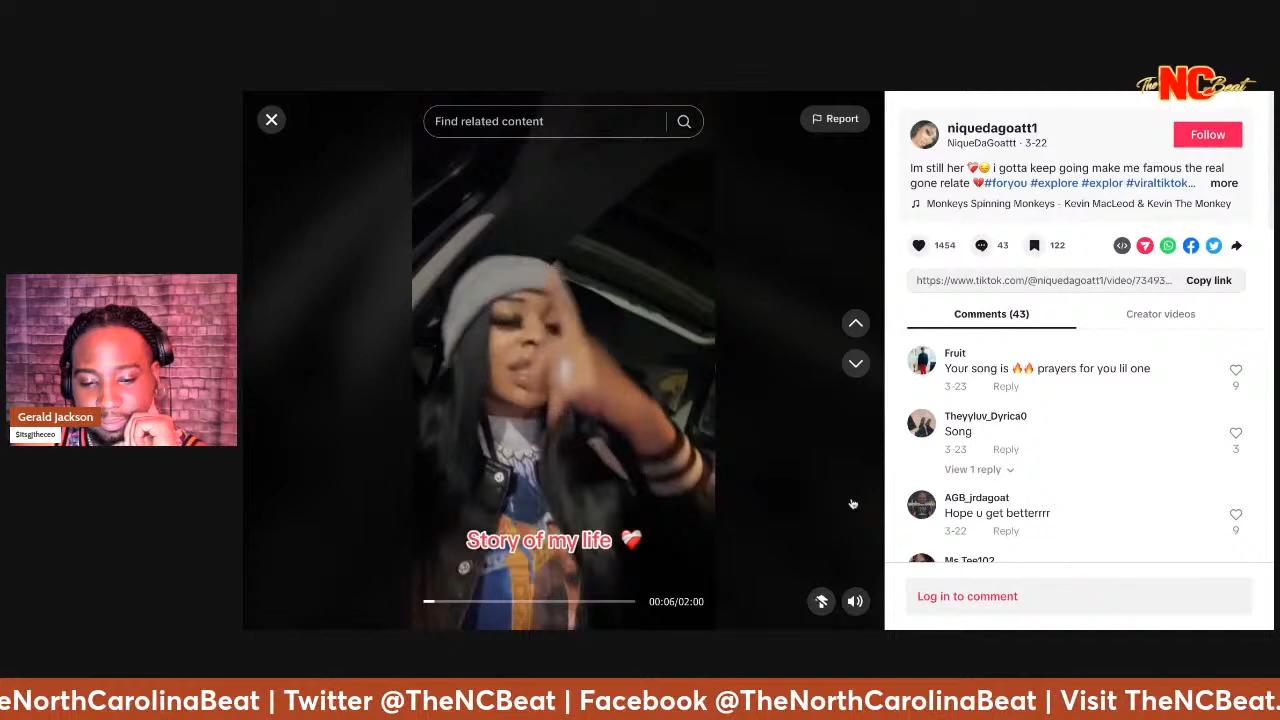 The NC Beat
Find related content
Report
niquedagoatt1
NiqueDaGoattt · 3-22
Follow
Im still her ❤️‍🩹😔 i gotta keep going make me famous the real
gone relate 💔#foryou #explore #explor #viraltiktok... more
Monkeys Spinning Monkeys - Kevin MacLeod & Kevin The Monkey
1454 43 122
https://www.tiktok.com/@niquedagoatt1/video/73493... Copy link
Comments (43) Creator videos
Fruit
Your song is 🔥🔥 prayers for you lil one
3-23 Reply 9
Theyyluv_Dyrica0
Song
3-23 Reply 3
View 1 reply
AGB_jrdagoat
Hope u get betterrrr
3-22 Reply 9
Ms.Tee102
Log in to comment
Story of my life ❤️‍🩹
00:06/02:00
Gerald Jackson
$itsgjtheceo
eNorthCarolinaBeat | Twitter @TheNCBeat | Facebook @TheNorthCarolinaBeat | Visit TheNCBeat.